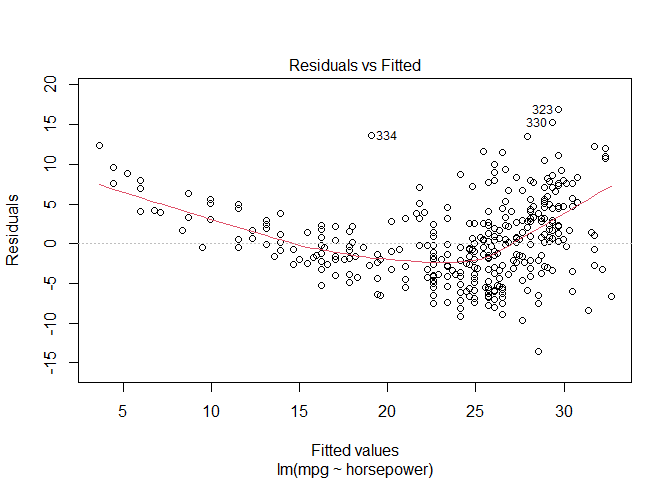 Residuals vs Fitted
20
15
10
5
0
-5
-10
-15
Residuals
323
330
334
5 10 15 20 25 30
Fitted values
lm(mpg ~ horsepower)